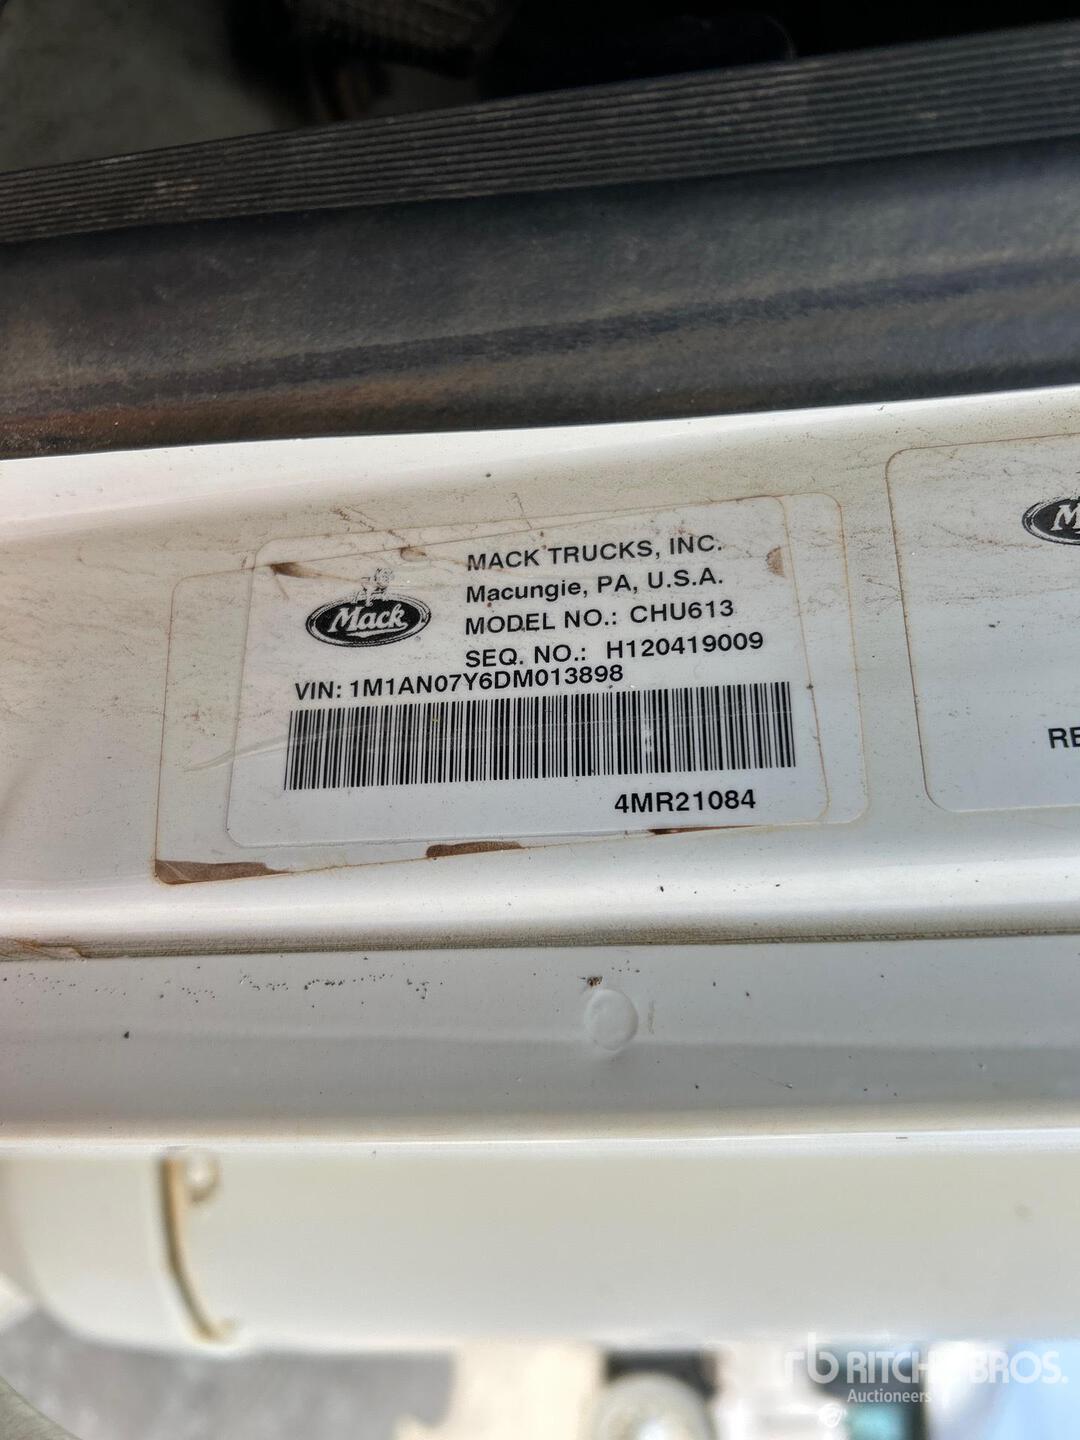 MACK TRUCKS, INC.
Macungie, PA, U.S.A.
MODEL NO.: CHU613
SEQ. NO.: H120419009
Mack
VIN: 1M1AN07Y6DM013898
4MR21084
M
RE
rb RITCHIE BROS.
Auctioneers